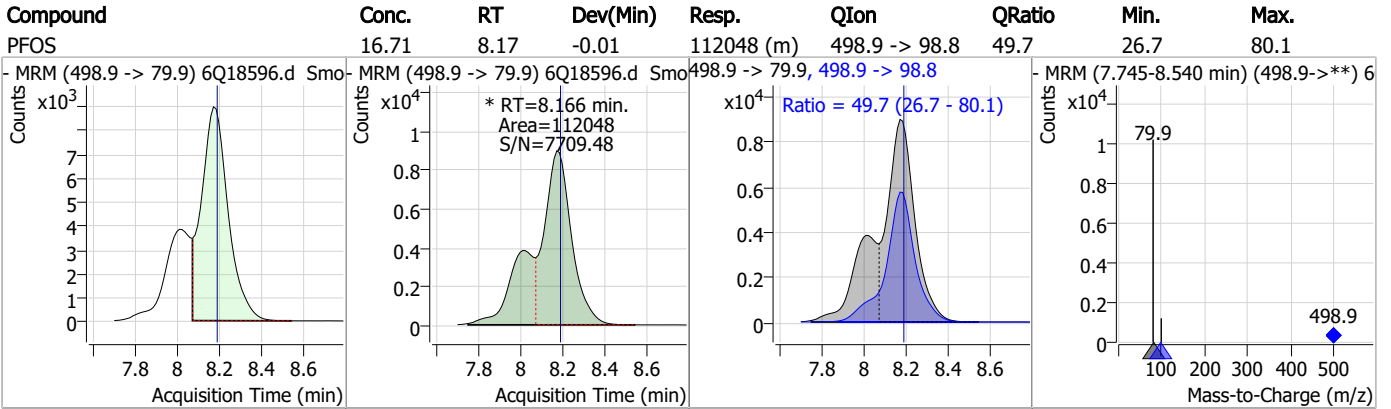 Compound Conc. RT Dev(Min) Resp. QIon QRatio Min. Max.
PFOS 16.71 8.17 -0.01 112048 (m) 498.9 -> 98.8 49.7 26.7 80.1
- MRM (498.9 -> 79.9) 6Q18596.d Smo
Counts
x10³
7
6
5
4
3
2
1
0
7.8 8 8.2 8.4 8.6
Acquisition Time (min)
- MRM (498.9 -> 79.9) 6Q18596.d Smo
Counts
x10⁴
* RT=8.166 min.
Area=112048
S/N=7709.48
1
0.8
0.6
0.4
0.2
0
7.8 8 8.2 8.4 8.6
Acquisition Time (min)
498.9 -> 79.9, 498.9 -> 98.8
x10⁴
Ratio = 49.7 (26.7 - 80.1)
0.8
0.6
0.4
0.2
0
7.8 8 8.2 8.4 8.6
Acquisition Time (min)
- MRM (7.745-8.540 min) (498.9->**) 6
Counts
x10⁴
79.9
1
0.8
0.6
0.4
0.2
498.9
0
100 200 300 400 500
Mass-to-Charge (m/z)